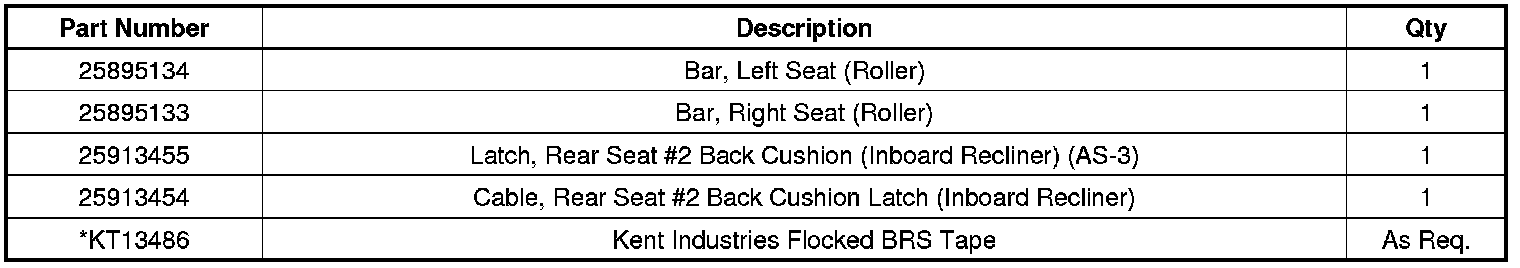 Part Number Description Qty
25895134 Bar, Left Seat (Roller) 1
25895133 Bar, Right Seat (Roller) 1
25913455 Latch, Rear Seat #2 Back Cushion (Inboard Recliner) (AS-3) 1
25913454 Cable, Rear Seat #2 Back Cushion Latch (Inboard Recliner) 1
*KT13486 Kent Industries Flocked BRS Tape As Req.